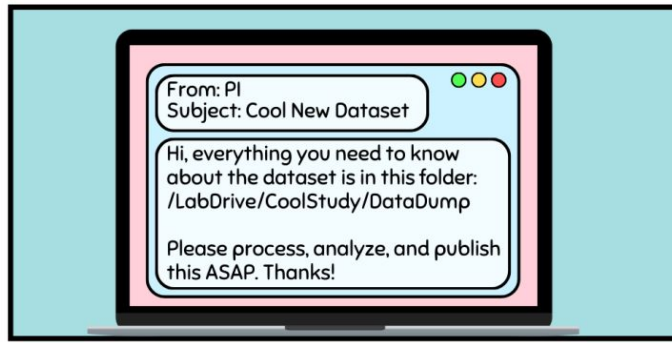 From: PI
Subject: Cool New Dataset
Hi, everything you need to know
about the dataset is in this folder:
/LabDrive/CoolStudy/DataDump
Please process, analyze, and publish
this ASAP. Thanks!